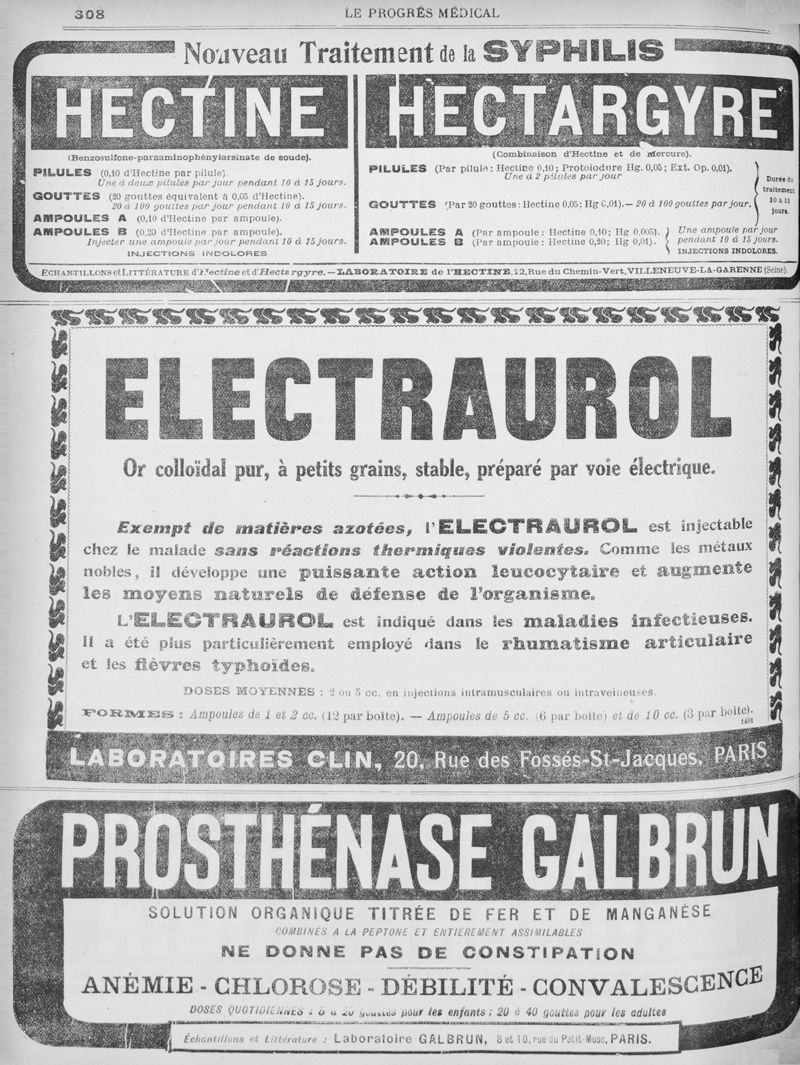 308
LE PROGRÈS MÉDICAL
Nouveau Traitement de la SYPHILIS
HECTINE
(Benzosulfone-paraaminophénylarsinate de soude).
PILULES (0,10 d'Hectine par pilule).
Une à deux pilules par jour pendant 10 à 15 jours.
GOUTTES (20 gouttes équivalent à 0,05 d'Hectine).
20 à 100 gouttes par jour pendant 10 à 15 jours.
AMPOULES A (0,10 d'Hectine par ampoule).
AMPOULES B (0,20 d'Hectine par ampoule).
Injecter une ampoule par jour pendant 10 à 15 jours.
INJECTIONS INDOLORES
HECTARGYRE
(Combinaison d'Hectine et de Mercure).
PILULES (Par pilule: Hectine 0,10; Protoiodure Hg. 0,05; Ext. Op. 0,01).
Une à 2 pilules par jour
GOUTTES (Par 20 gouttes: Hectine 0,05; Hg 0,01).— 20 à 100 gouttes par jour.
Durée du
traitement
10 à 15
jours.
AMPOULES A (Par ampoule: Hectine 0,10; Hg 0,005).
AMPOULES B (Par ampoule: Hectine 0,20; Hg 0,01).
Une ampoule par jour
pendant 10 à 15 jours.
INJECTIONS INDOLORES.
ECHANTILLONS et LITTÉRATURE d'Hectine et d'Hectargyre.—LABORATOIRE de l'HECTINE, 12, Rue du Chemin-Vert, VILLENEUVE-LA-GARENNE (Seine).
ELECTRAUROL
Or colloïdal pur, à petits grains, stable, préparé par voie électrique.
Exempt de matières azotées, l'ELECTRAUROL est injectable
chez le malade sans réactions thermiques violentes. Comme les métaux
nobles, il développe une puissante action leucocytaire et augmente
les moyens naturels de défense de l'organisme.
L'ELECTRAUROL est indiqué dans les maladies infectieuses.
Il a été plus particulièrement employé dans le rhumatisme articulaire
et les fièvres typhoïdes.
DOSES MOYENNES : 2 ou 5 cc. en injections intramusculaires ou intraveineuses.
FORMES : Ampoules de 1 et 2 cc. (12 par boîte). — Ampoules de 5 cc. (6 par boîte) et de 10 cc. (3 par boîte).
1491
LABORATOIRES CLIN, 20, Rue des Fossés-St-Jacques, PARIS
PROSTHÉNASE GALBRUN
SOLUTION ORGANIQUE TITRÉE DE FER ET DE MANGANÈSE
COMBINÉS A LA PEPTONE ET ENTIÈREMENT ASSIMILABLES
NE DONNE PAS DE CONSTIPATION
ANÉMIE - CHLOROSE - DÉBILITÉ - CONVALESCENCE
DOSES QUOTIDIENNES : 5 à 20 gouttes pour les enfants ; 20 à 40 gouttes pour les adultes
Échantillons et Littérature : Laboratoire GALBRUN, 8 et 10, rue du Petit-Musc, PARIS.